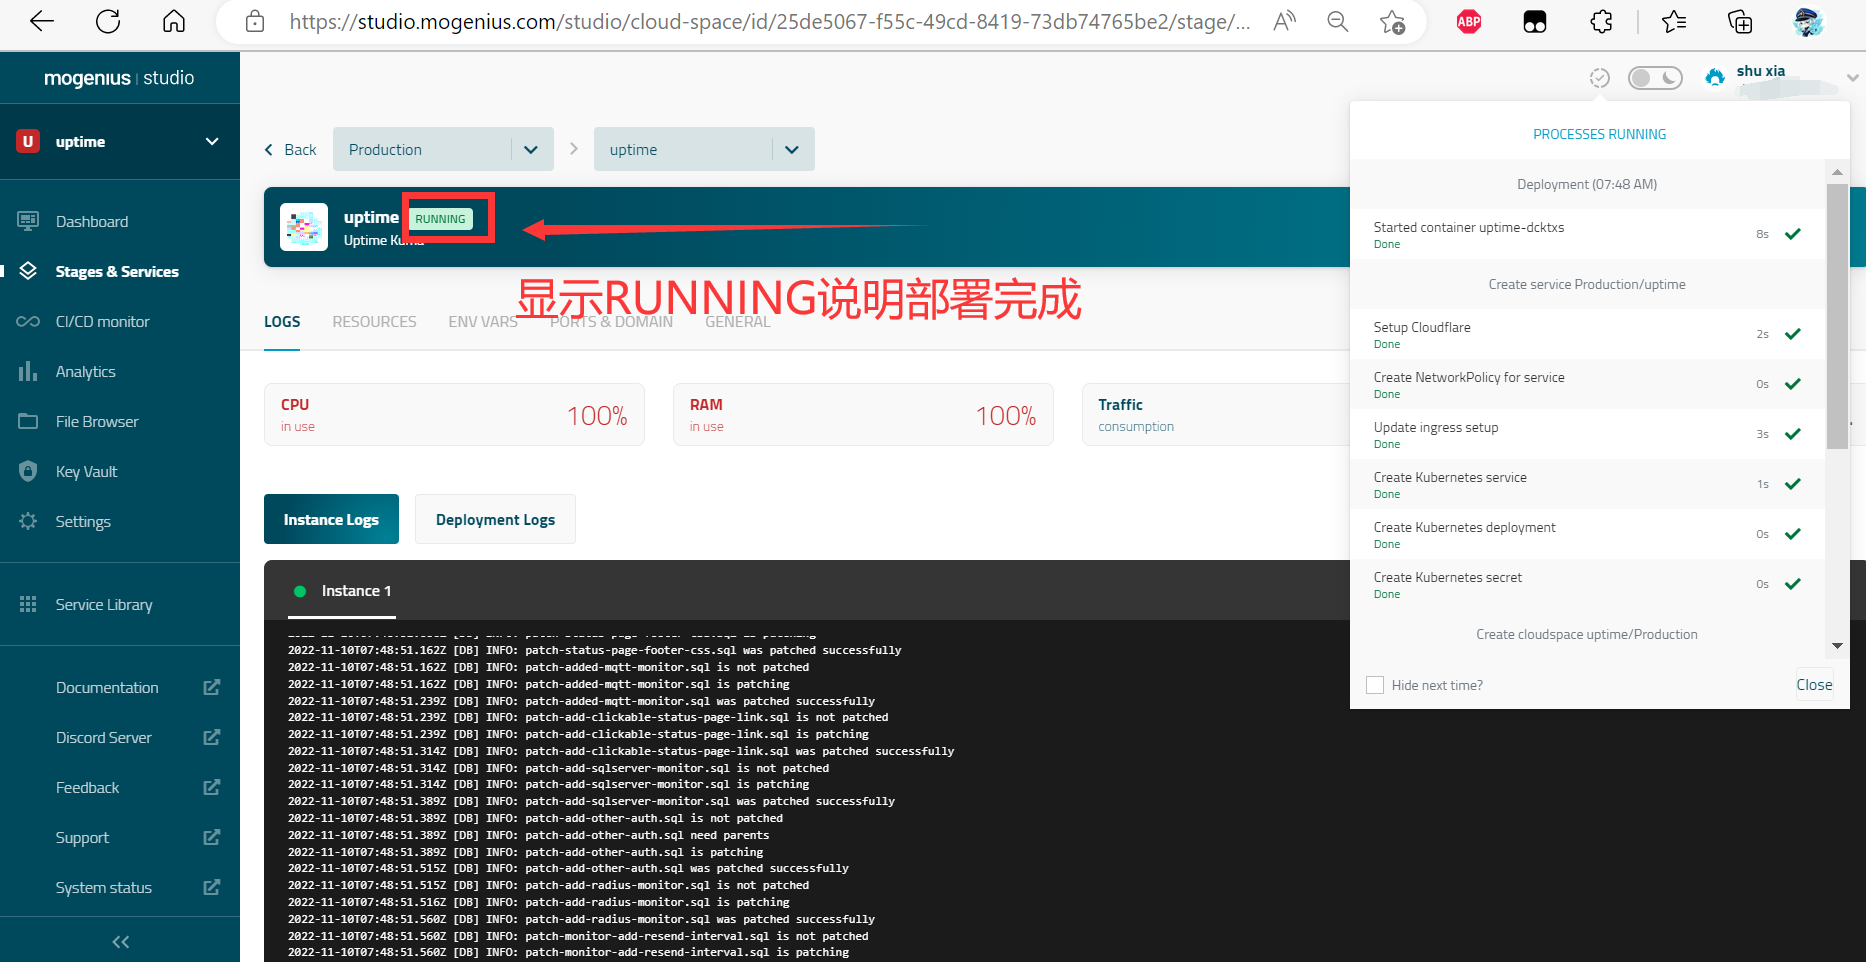 https://studio.mogenius.com/studio/cloud-space/id/25de5067-f55c-49cd-8419-73db74765be2/stage/...
ABP
mogenius | studio
shu xia
U uptime
Back
Production
uptime
PROCESSES RUNNING
Deployment (07:48 AM)
uptime RUNNING
Uptime Kuma
Started container uptime-dcktxs
8s
Done
Create service Production/uptime
显示RUNNING说明部署完成
LOGS
RESOURCES
ENV VARS
PORTS & DOMAIN
GENERAL
Setup Cloudflare
2s
Done
Create NetworkPolicy for service
0s
Done
Update ingress setup
3s
Done
Create Kubernetes service
1s
Done
Create Kubernetes deployment
0s
Done
Create Kubernetes secret
0s
Done
Create cloudspace uptime/Production
Hide next time?
Close
Dashboard
Stages & Services
CI/CD monitor
Analytics
File Browser
Key Vault
Settings
Service Library
Documentation
Discord Server
Feedback
Support
System status
CPU
in use
100%
RAM
in use
100%
Traffic
consumption
Instance Logs
Deployment Logs
Instance 1
2022-11-10T07:48:51.162Z [DB] INFO: patch-status-page-footer-css.sql was patched successfully
2022-11-10T07:48:51.162Z [DB] INFO: patch-added-mqtt-monitor.sql is not patched
2022-11-10T07:48:51.162Z [DB] INFO: patch-added-mqtt-monitor.sql is patching
2022-11-10T07:48:51.239Z [DB] INFO: patch-added-mqtt-monitor.sql was patched successfully
2022-11-10T07:48:51.239Z [DB] INFO: patch-add-clickable-status-page-link.sql is not patched
2022-11-10T07:48:51.239Z [DB] INFO: patch-add-clickable-status-page-link.sql is patching
2022-11-10T07:48:51.314Z [DB] INFO: patch-add-clickable-status-page-link.sql was patched successfully
2022-11-10T07:48:51.314Z [DB] INFO: patch-add-sqlserver-monitor.sql is not patched
2022-11-10T07:48:51.314Z [DB] INFO: patch-add-sqlserver-monitor.sql is patching
2022-11-10T07:48:51.389Z [DB] INFO: patch-add-sqlserver-monitor.sql was patched successfully
2022-11-10T07:48:51.389Z [DB] INFO: patch-add-other-auth.sql is not patched
2022-11-10T07:48:51.389Z [DB] INFO: patch-add-other-auth.sql need parents
2022-11-10T07:48:51.389Z [DB] INFO: patch-add-other-auth.sql is patching
2022-11-10T07:48:51.515Z [DB] INFO: patch-add-other-auth.sql was patched successfully
2022-11-10T07:48:51.515Z [DB] INFO: patch-add-radius-monitor.sql is not patched
2022-11-10T07:48:51.516Z [DB] INFO: patch-add-radius-monitor.sql is patching
2022-11-10T07:48:51.560Z [DB] INFO: patch-add-radius-monitor.sql was patched successfully
2022-11-10T07:48:51.560Z [DB] INFO: patch-monitor-add-resend-interval.sql is not patched
2022-11-10T07:48:51.560Z [DB] INFO: patch-monitor-add-resend-interval.sql is patching